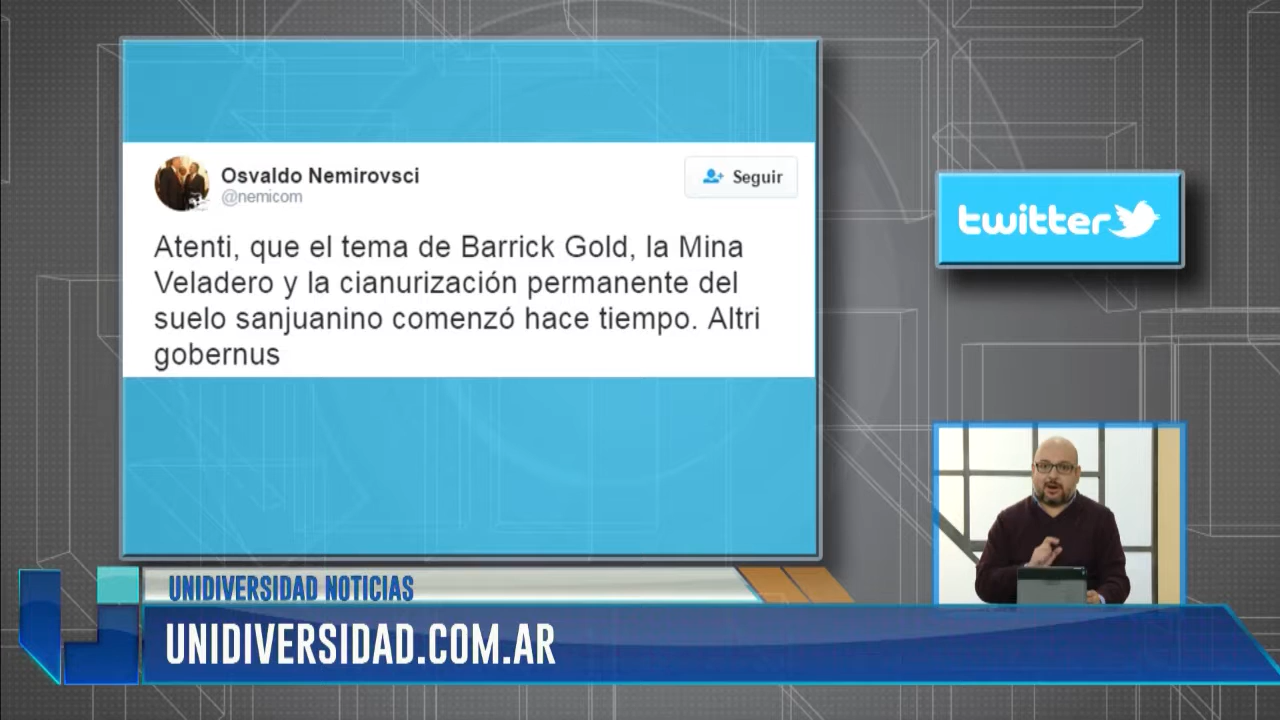 Osvaldo Nemirovsci
@nemicom
Seguir
Atenti, que el tema de Barrick Gold, la Mina
Veladero y la cianurización permanente del
suelo sanjuanino comenzó hace tiempo. Altri
gobernus
twitter
UNIDIVERSIDAD NOTICIAS
UNIDIVERSIDAD.COM.AR